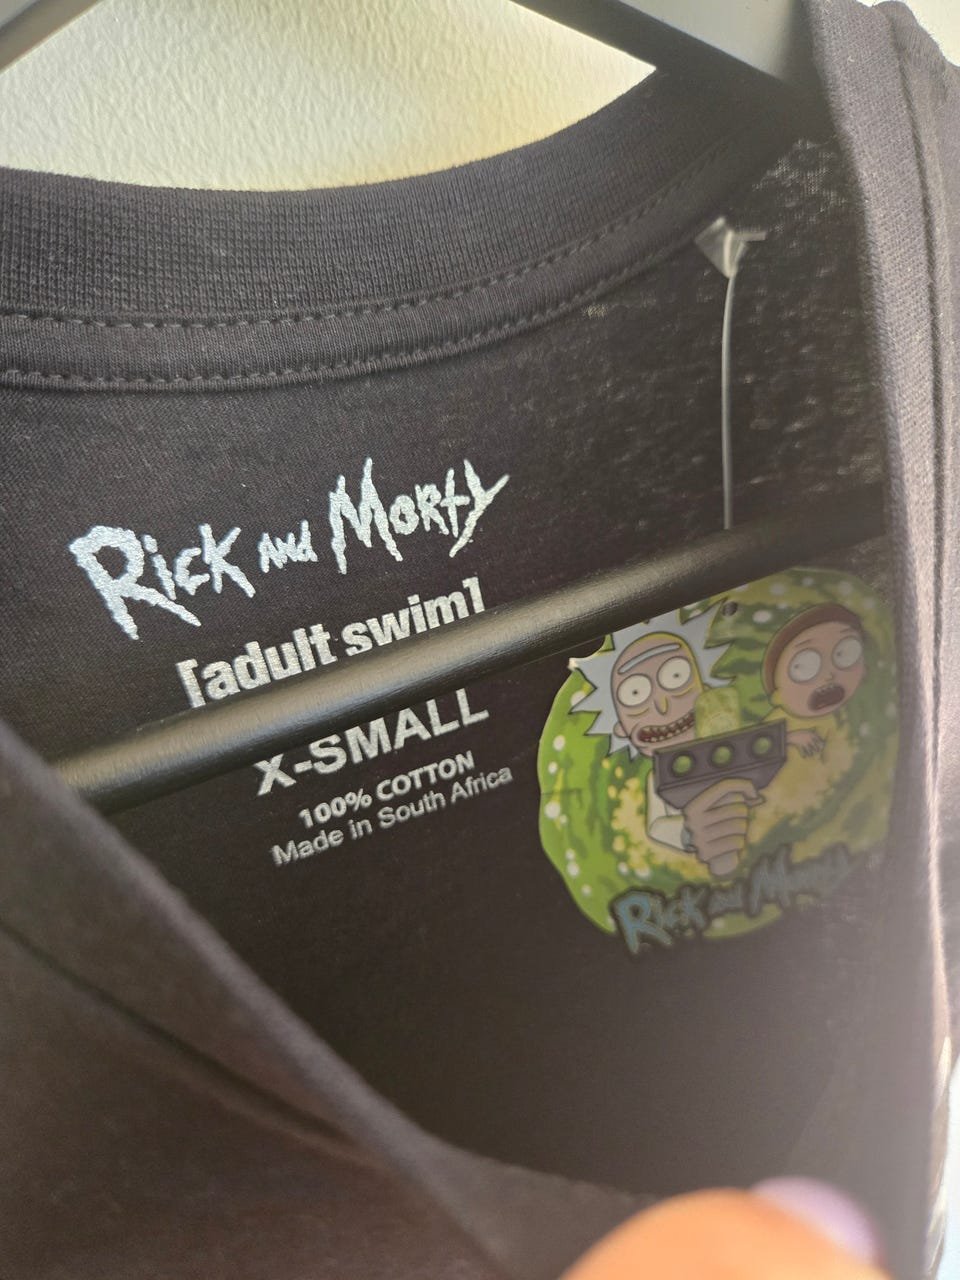 Rick and Morty
[adult swim]
X-SMALL
100% COTTON
Made in South Africa
Rick and Morty